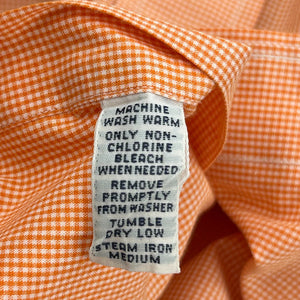 MACHINE
WASH WARM
ONLY NON-
CHLORINE
BLEACH
WHEN NEEDED
REMOVE
PROMPTLY
FROM WASHER
TUMBLE
DRY LOW
STEAM IRON
MEDIUM